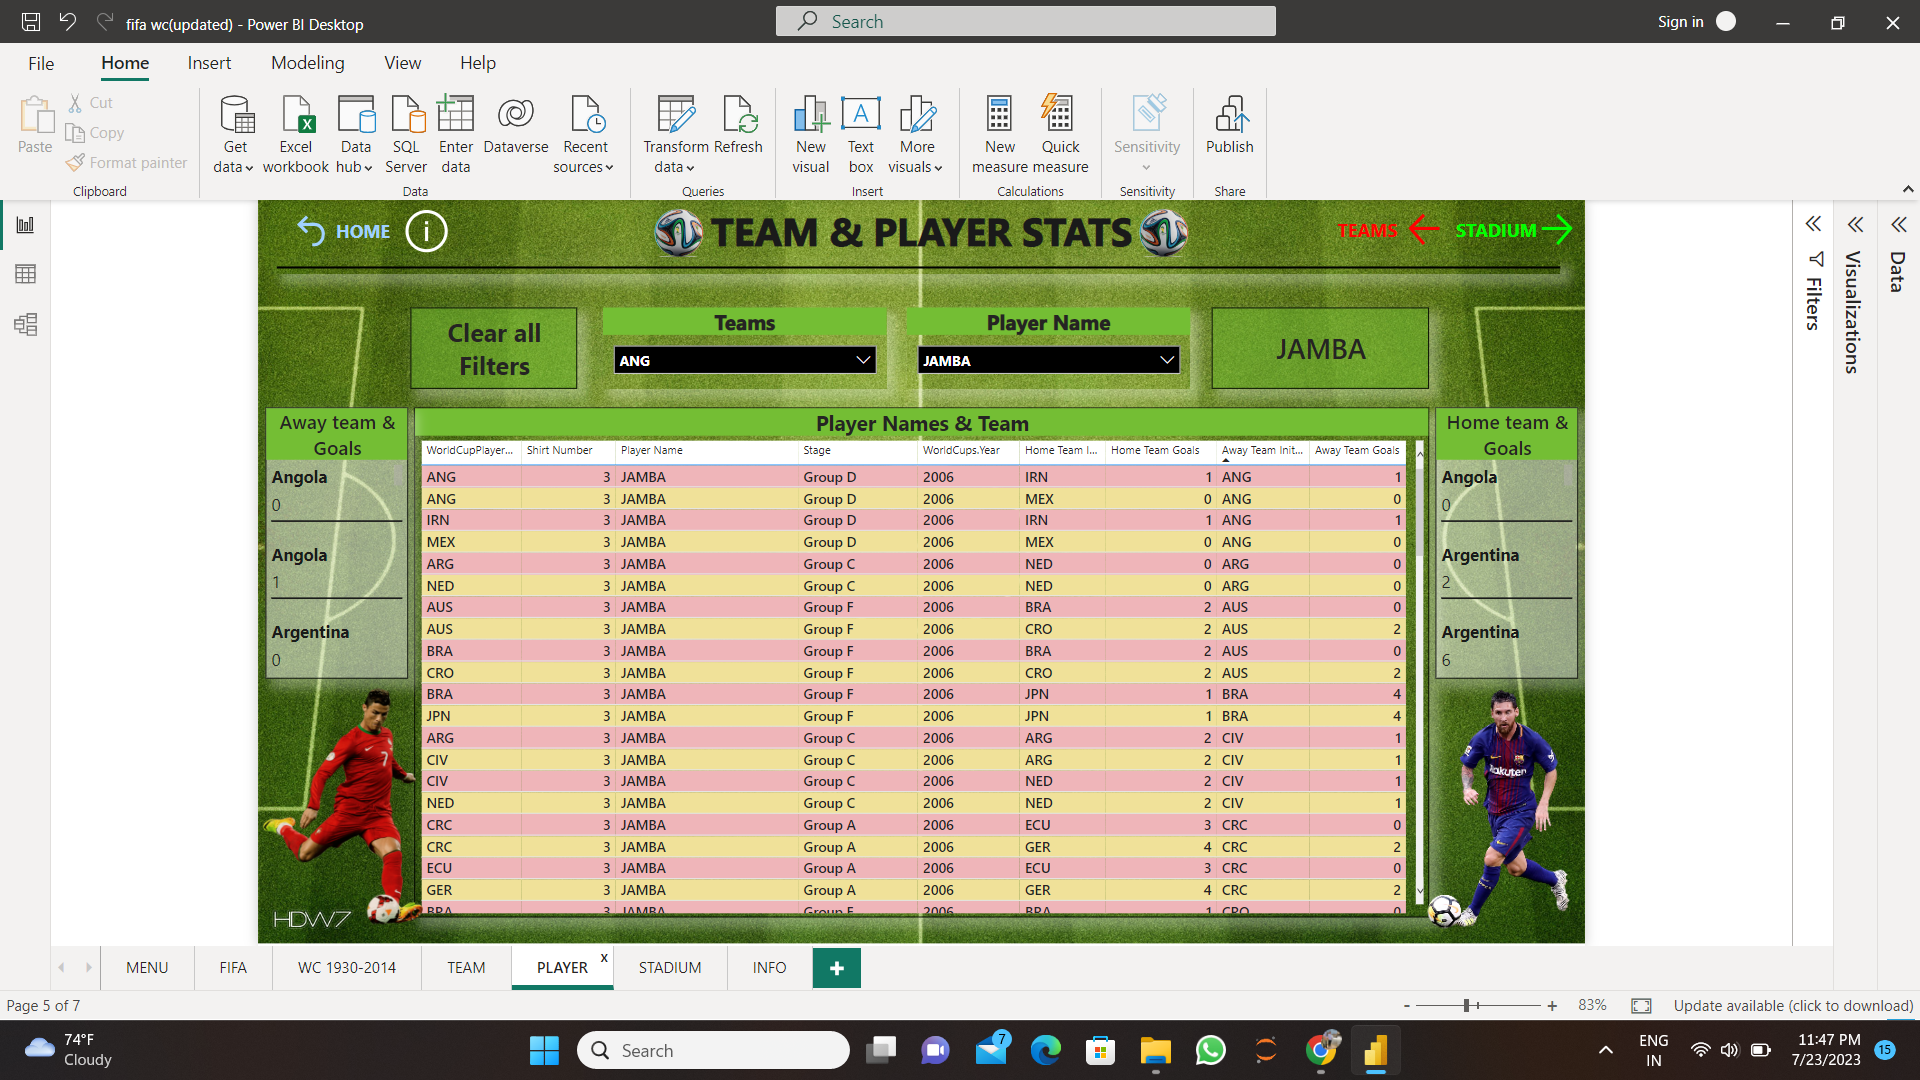 fifa wc(updated) - Power BI Desktop
Search
Sign in
File Home Insert Modeling View Help
Paste
Cut
Copy
Format painter
Clipboard
Get data
Excel workbook
Data hub
SQL Server
Enter data
Dataverse
Recent sources
Data
Transform data
Refresh
Queries
New visual
Text box
More visuals
Insert
New measure
Quick measure
Calculations
Sensitivity
Sensitivity
Publish
Share
HOME
TEAM & PLAYER STATS
TEAMS
STADIUM
Filters
Visualizations
Data
Clear all
Filters
Teams
ANG
Player Name
JAMBA
JAMBA
Away team &
Goals
Angola
0
Angola
1
Argentina
0
Player Names & Team
WorldCupPlayer... Shirt Number Player Name Stage WorldCups.Year Home Team I... Home Team Goals Away Team Init... Away Team Goals
ANG 3 JAMBA Group D 2006 IRN 1 ANG 1
ANG 3 JAMBA Group D 2006 MEX 0 ANG 0
IRN 3 JAMBA Group D 2006 IRN 1 ANG 1
MEX 3 JAMBA Group D 2006 MEX 0 ANG 0
ARG 3 JAMBA Group C 2006 NED 0 ARG 0
NED 3 JAMBA Group C 2006 NED 0 ARG 0
AUS 3 JAMBA Group F 2006 BRA 2 AUS 0
AUS 3 JAMBA Group F 2006 CRO 2 AUS 2
BRA 3 JAMBA Group F 2006 BRA 2 AUS 0
CRO 3 JAMBA Group F 2006 CRO 2 AUS 2
BRA 3 JAMBA Group F 2006 JPN 1 BRA 4
JPN 3 JAMBA Group F 2006 JPN 1 BRA 4
ARG 3 JAMBA Group C 2006 ARG 2 CIV 1
CIV 3 JAMBA Group C 2006 ARG 2 CIV 1
CIV 3 JAMBA Group C 2006 NED 2 CIV 1
NED 3 JAMBA Group C 2006 NED 2 CIV 1
CRC 3 JAMBA Group A 2006 ECU 3 CRC 0
CRC 3 JAMBA Group A 2006 GER 4 CRC 2
ECU 3 JAMBA Group A 2006 ECU 3 CRC 0
GER 3 JAMBA Group A 2006 GER 4 CRC 2
BRA 3 JAMBA Group F 2006 BRA 1 CRO 0
Home team &
Goals
Angola
0
Argentina
2
Argentina
6
7
Rakuten
HDW7
MENU FIFA WC 1930-2014 TEAM PLAYER x STADIUM INFO +
Page 5 of 7
- + 83%
Update available (click to download)
74°F
Cloudy
Search
7
ENG
IN
11:47 PM
7/23/2023
15